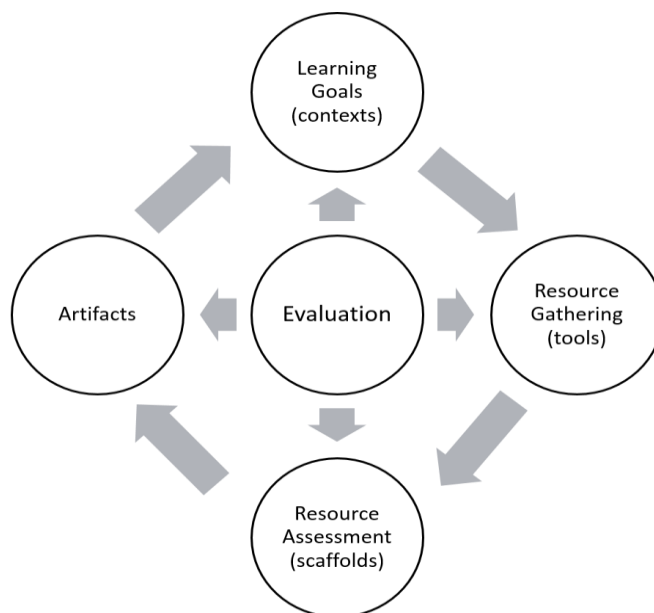 Learning
Goals
(contexts)
Artifacts
Evaluation
Resource
Gathering
(tools)
Resource
Assessment
(scaffolds)